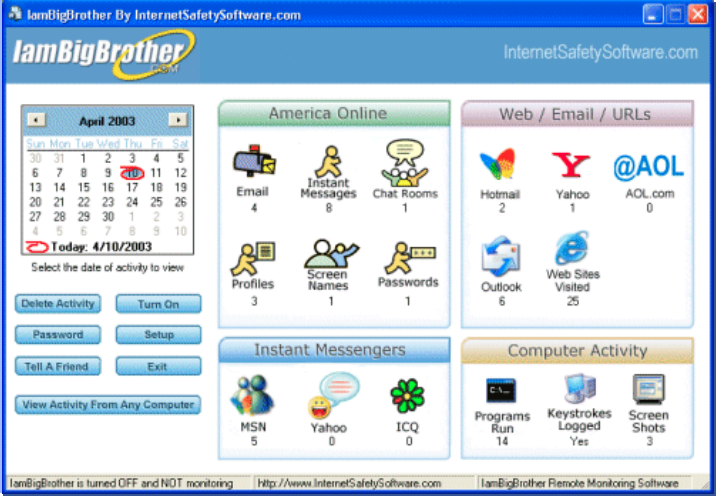 IamBigBrother By InternetSafetySoftware.com
IamBigBrother
.COM
InternetSafetySoftware.com
April 2003
Sun Mon Tue Wed Thu Fri Sat
30 31 1 2 3 4 5
6 7 8 9 10 11 12
13 14 15 16 17 18 19
20 21 22 23 24 25 26
27 28 29 30 1 2 3
4 5 6 7 8 9 10
Today: 4/10/2003
Select the date of activity to view
Delete Activity Turn On
Password Setup
Tell A Friend Exit
View Activity From Any Computer
America Online
Email
4
Instant
Messages
8
Chat Rooms
1
Profiles
3
Screen
Names
1
Passwords
1
Web / Email / URLs
Hotmail
2
Y
Yahoo
1
@AOL
AOL.com
0
Outlook
6
Web Sites
Visited
25
Instant Messengers
MSN
5
Yahoo
0
ICQ
0
Computer Activity
Programs
Run
14
Keystrokes
Logged
Yes
Screen
Shots
3
IamBigBrother is turned OFF and NOT monitoring
http://www.InternetSafetySoftware.com
IamBigBrother Remote Monitoring Software